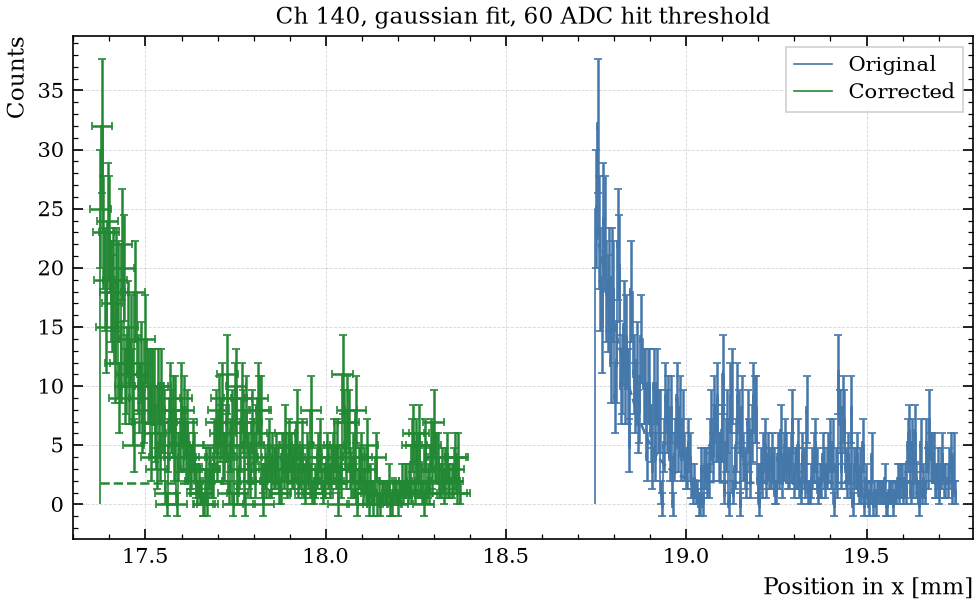 Ch 140, gaussian fit, 60 ADC hit threshold
Counts
Original
Corrected
35
30
25
20
15
10
5
0
17.5 18.0 18.5 19.0 19.5
Position in x [mm]